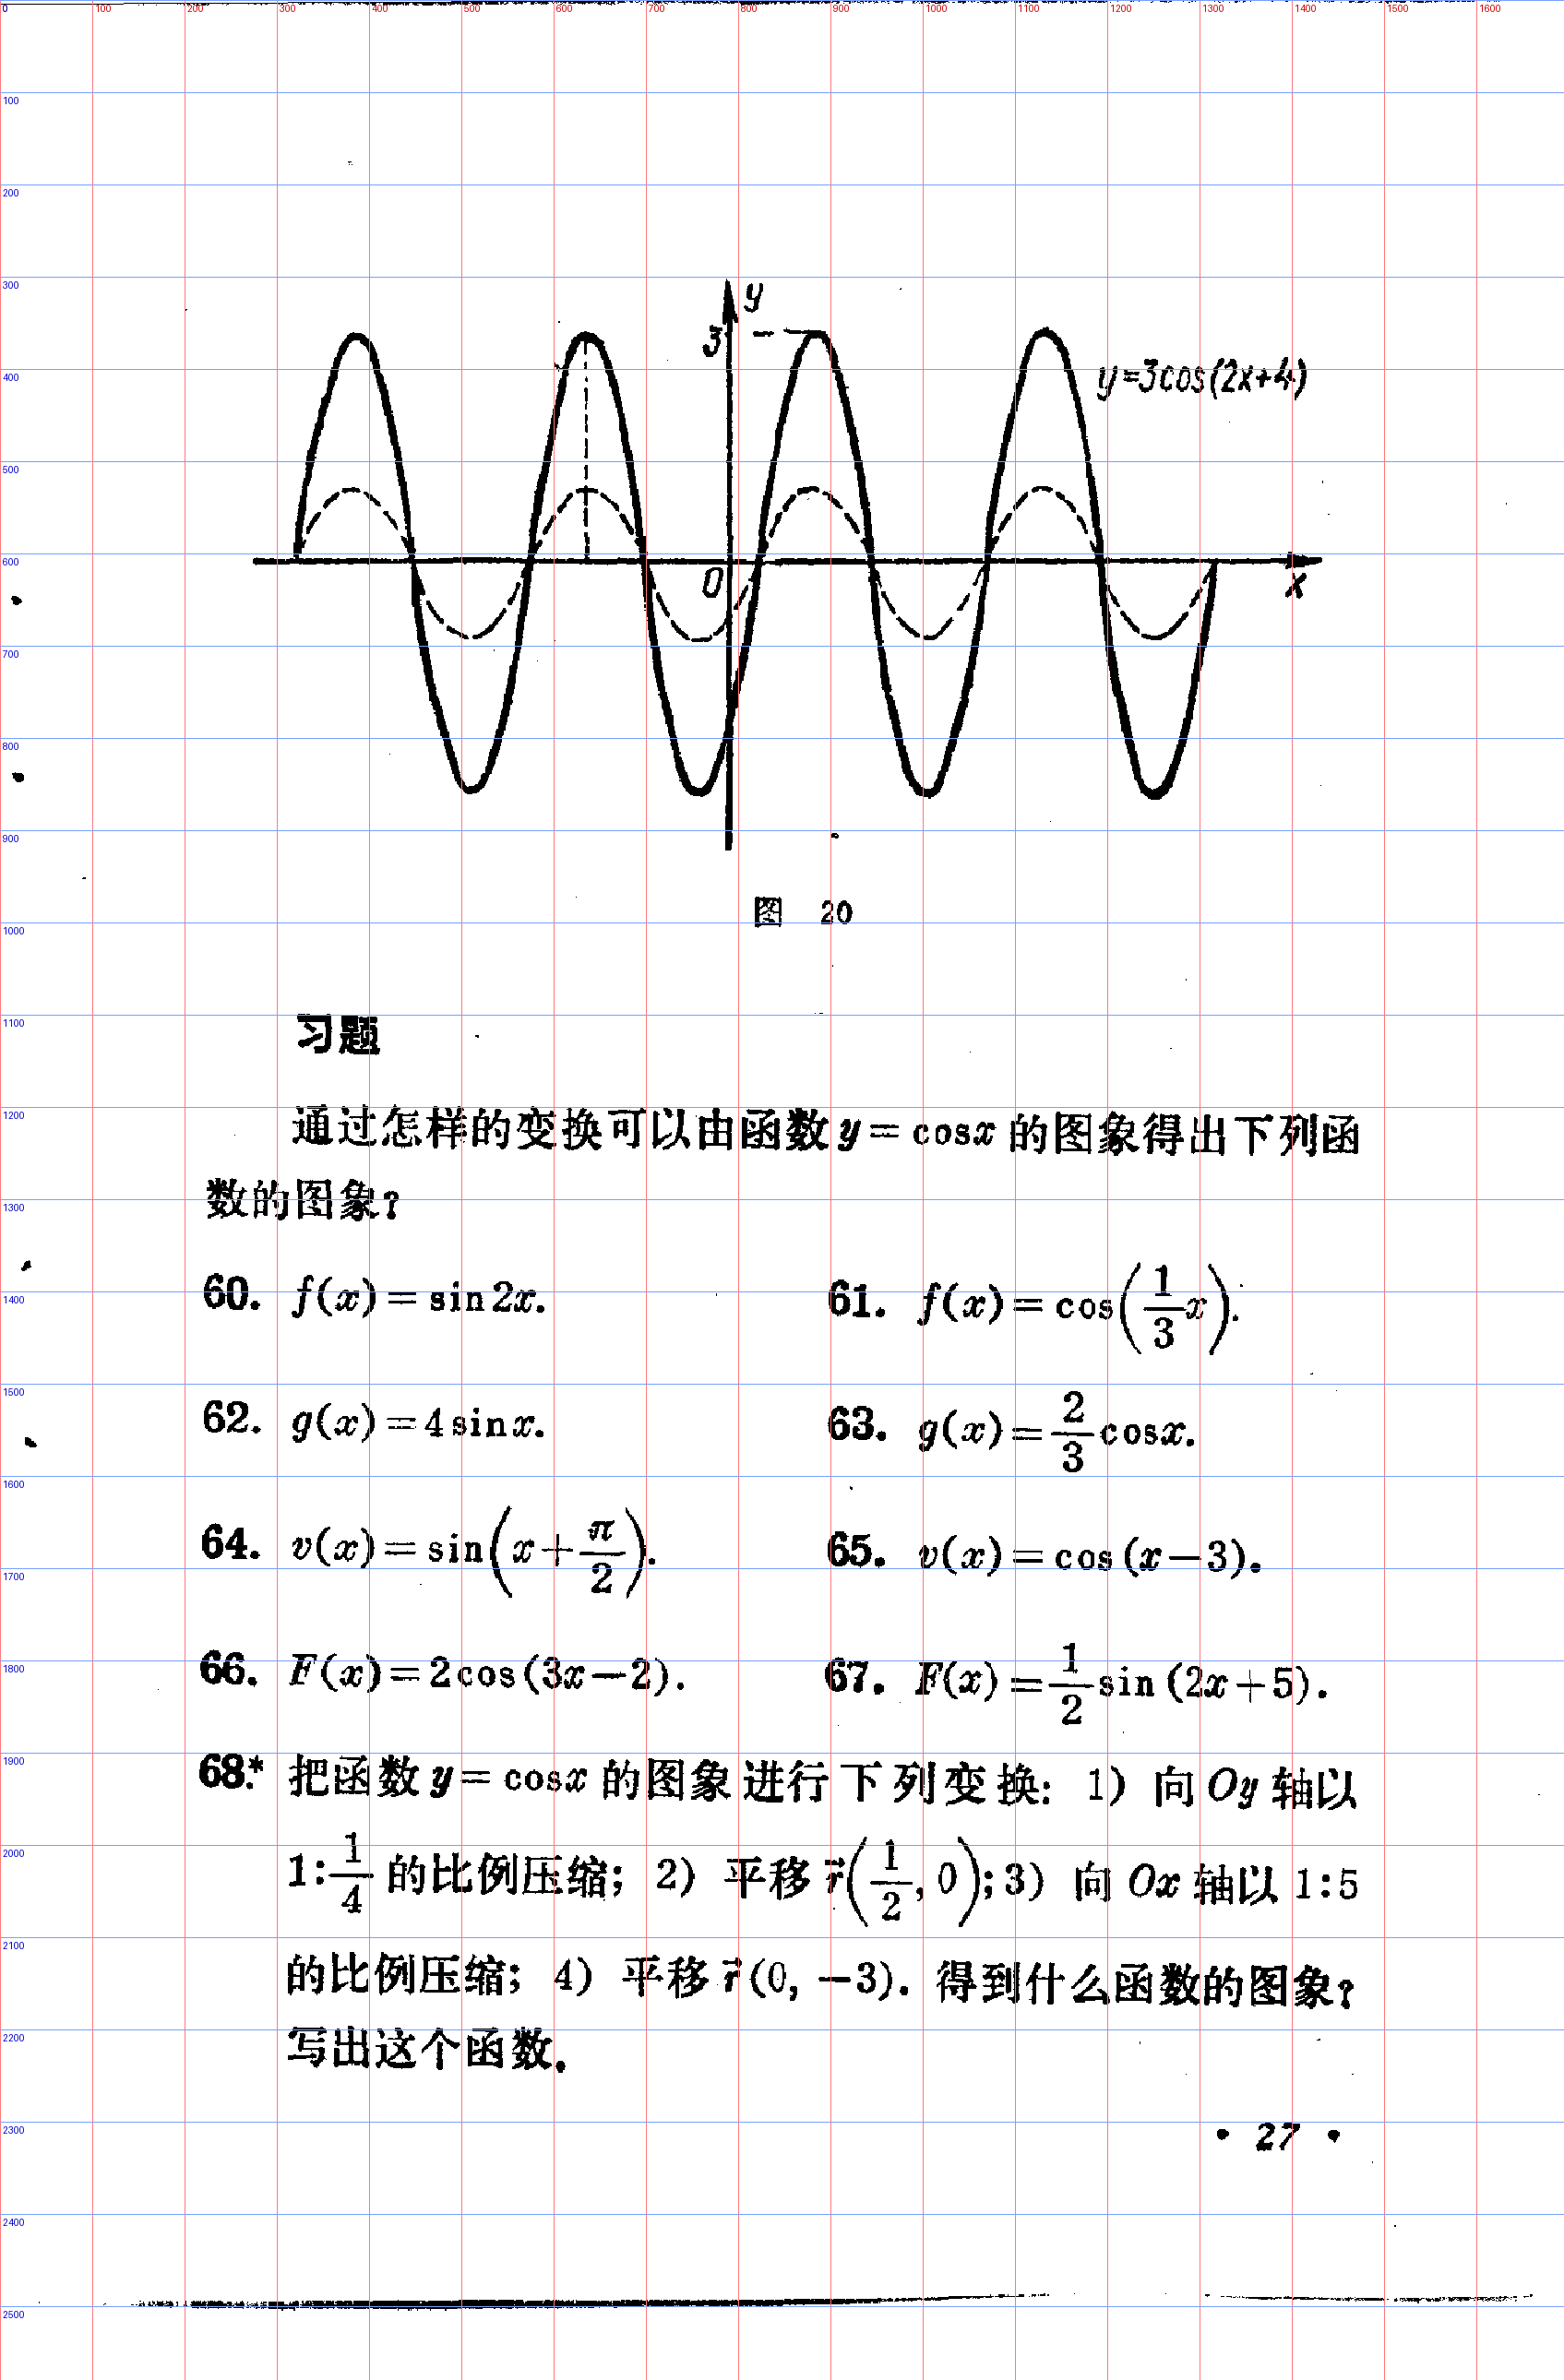 y
3
y=3cos(2x+4)
0
x
图 20
习题
通过怎样的变换可以由函数 y = cosx 的图象得出下列函
数的图象?
60. f(x) = sin2x. 61. f(x) = cos(1/3 x).
62. g(x) = 4sinx. 63. g(x) = 2/3 cosx.
64. v(x) = sin(x + π/2). 65. v(x) = cos(x−3).
66. F(x) = 2cos(3x−2). 67. F(x) = 1/2 sin(2x+5).
68.* 把函数 y = cosx 的图象进行下列变换: 1) 向 Oy 轴以
1:1/4 的比例压缩; 2) 平移 r⃗(1/2, 0); 3) 向 Ox 轴以 1:5
的比例压缩; 4) 平移 r⃗(0, −3). 得到什么函数的图象?
写出这个函数.
• 27 •